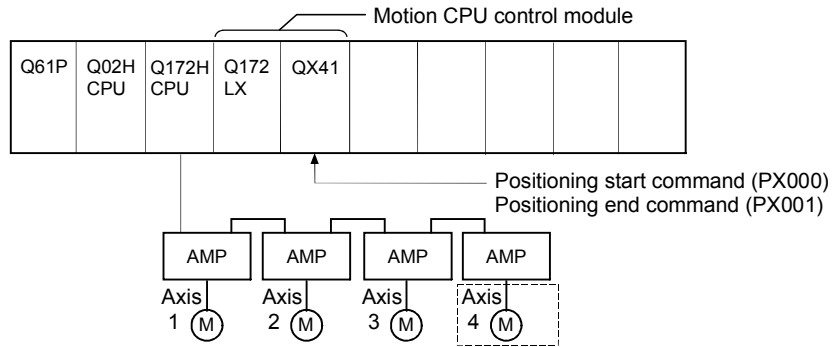 Motion CPU control module
Q61P Q02H CPU Q172H CPU Q172 LX QX41
Positioning start command (PX000)
Positioning end command (PX001)
AMP AMP AMP AMP
Axis 1 M Axis 2 M Axis 3 M Axis 4 M